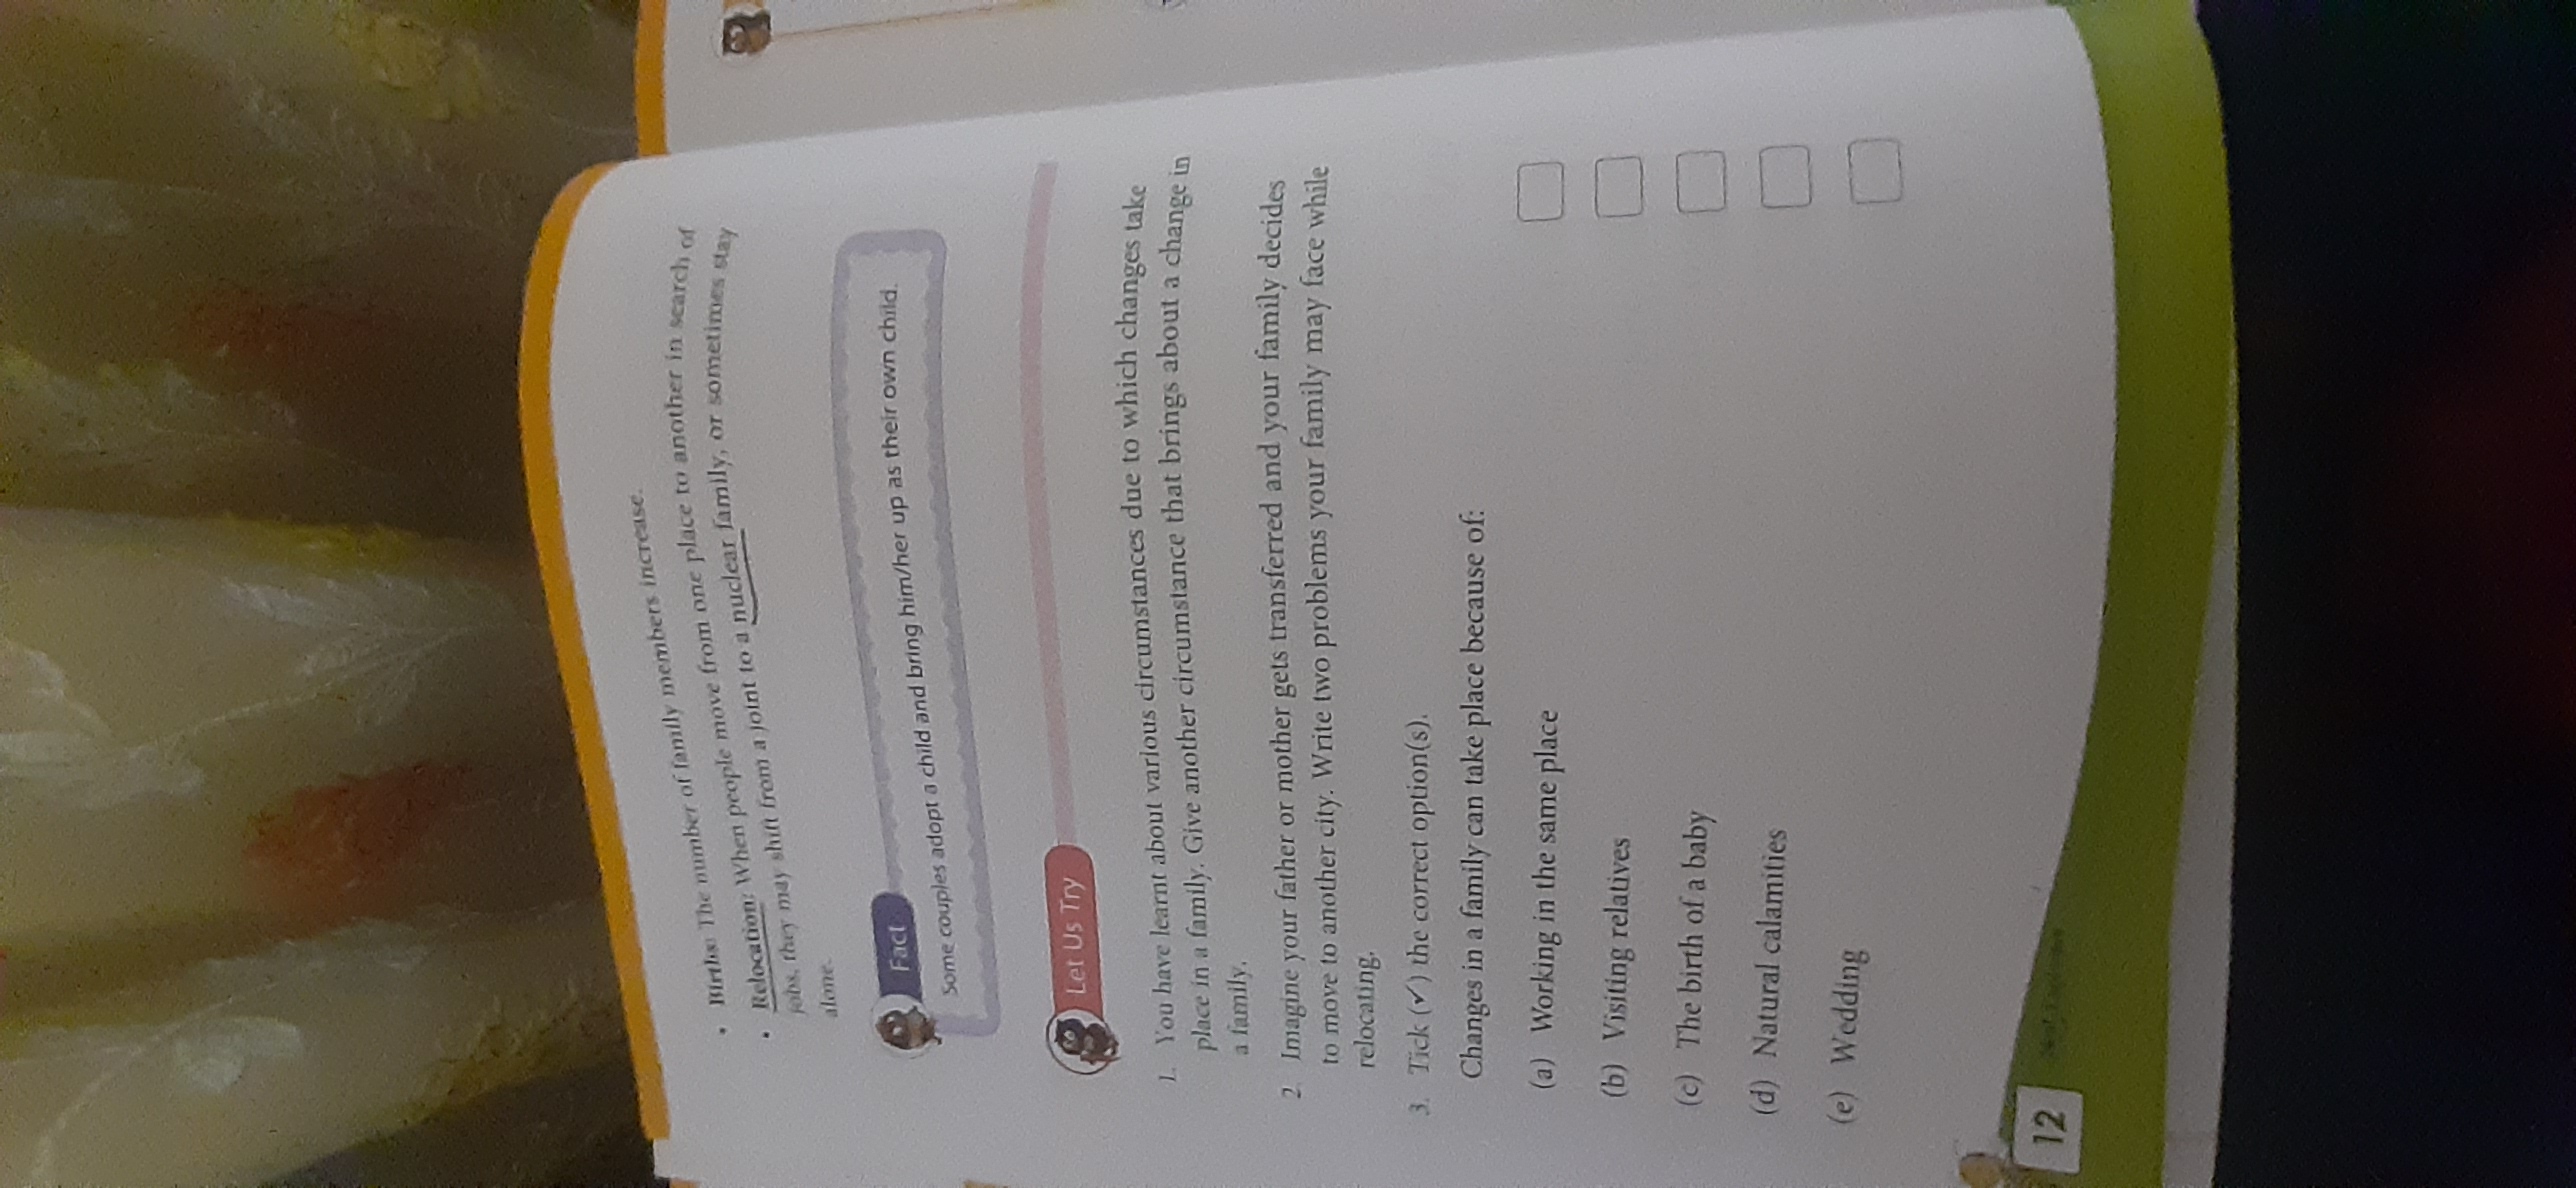 • Births: The number of family members increase.
• Relocation: When people move from one place to another in search of
jobs, they may shift from a joint to a nuclear family, or sometimes stay
alone.
Fact
Some couples adopt a child and bring him/her up as their own child.
Let Us Try
1. You have learnt about various circumstances due to which changes take
place in a family. Give another circumstance that brings about a change in
a family.
2. Imagine your father or mother gets transferred and your family decides
to move to another city. Write two problems your family may face while
relocating.
3. Tick (✓) the correct option(s).
Changes in a family can take place because of:
(a) Working in the same place
(b) Visiting relatives
(c) The birth of a baby
(d) Natural calamities
(e) Wedding
12